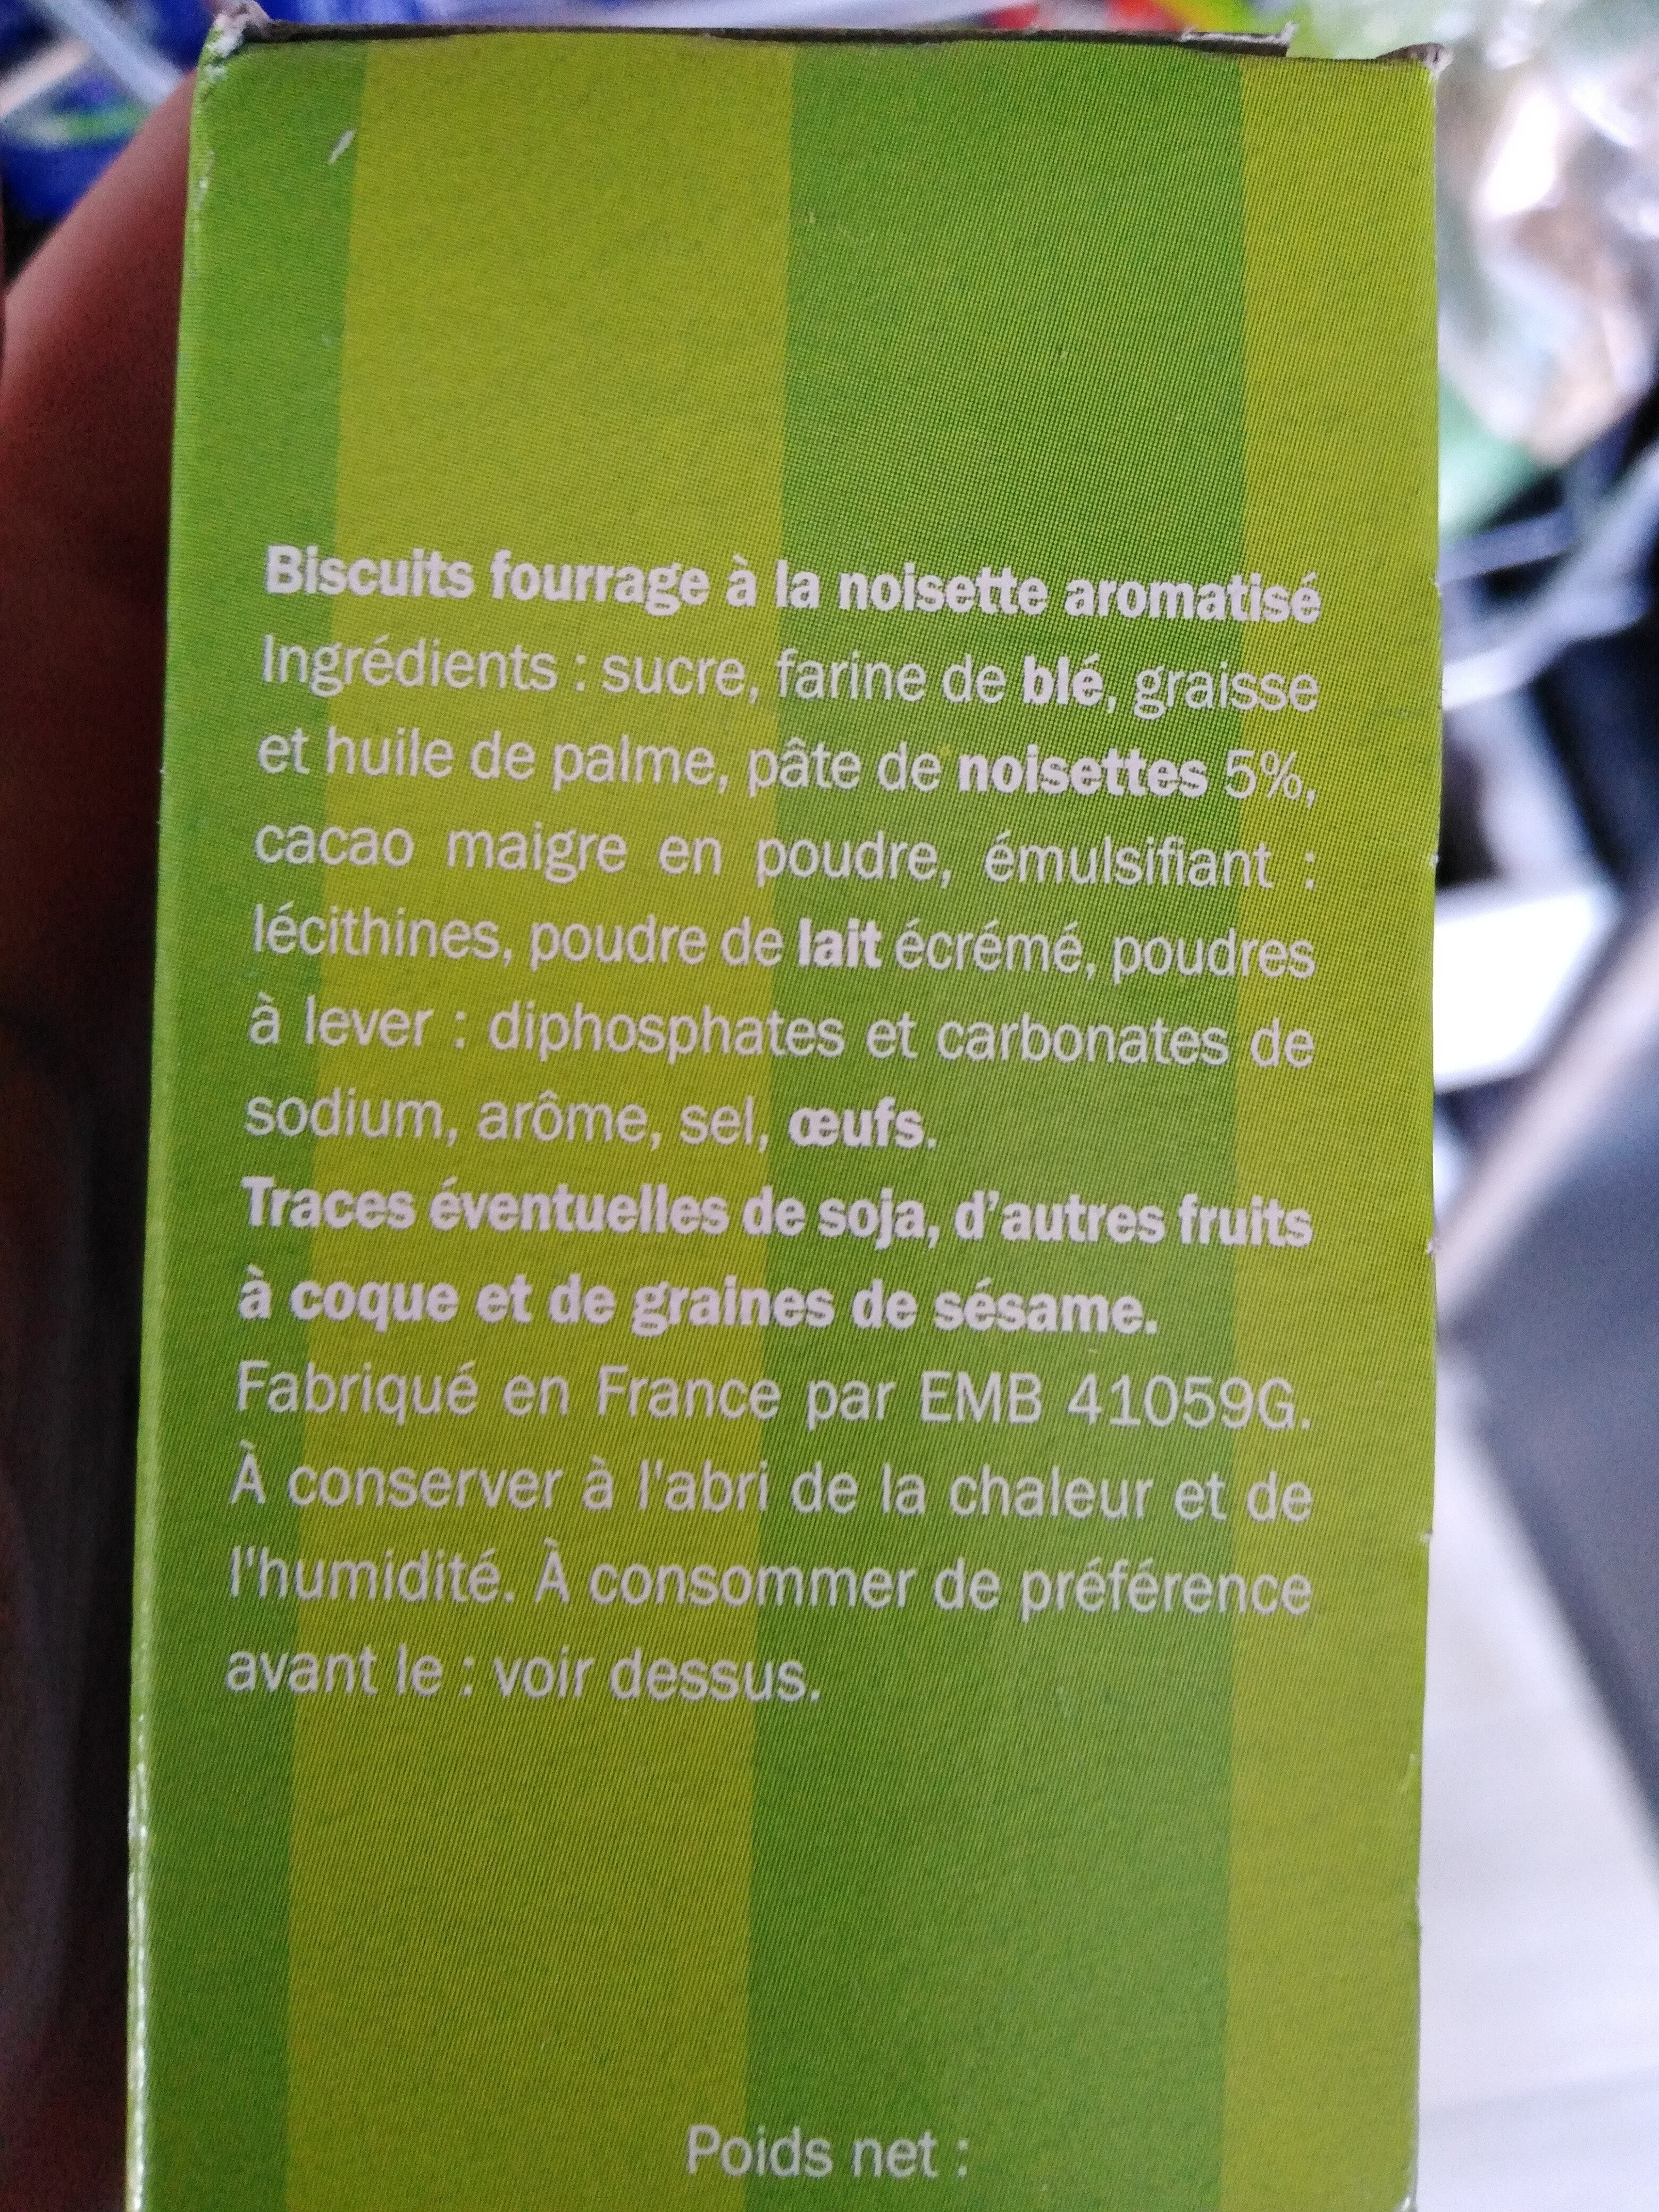 Biscuits fourrage à la noisette aromatisé
Ingrédients : sucre, farine de blé, graisse
et huile de palme, pâte de noisettes 5%,
cacao maigre en poudre, émulsifiant :
lécithines, poudre de lait écrémé, poudres
à lever : diphosphates et carbonates de
sodium, arôme, sel, œufs.
Traces éventuelles de soja, d'autres fruits
à coque et de graines de sésame.
Fabriqué en France par EMB 41059G.
À conserver à l'abri de la chaleur et de
l'humidité. À consommer de préférence
avant le : voir dessus.
Poids net :